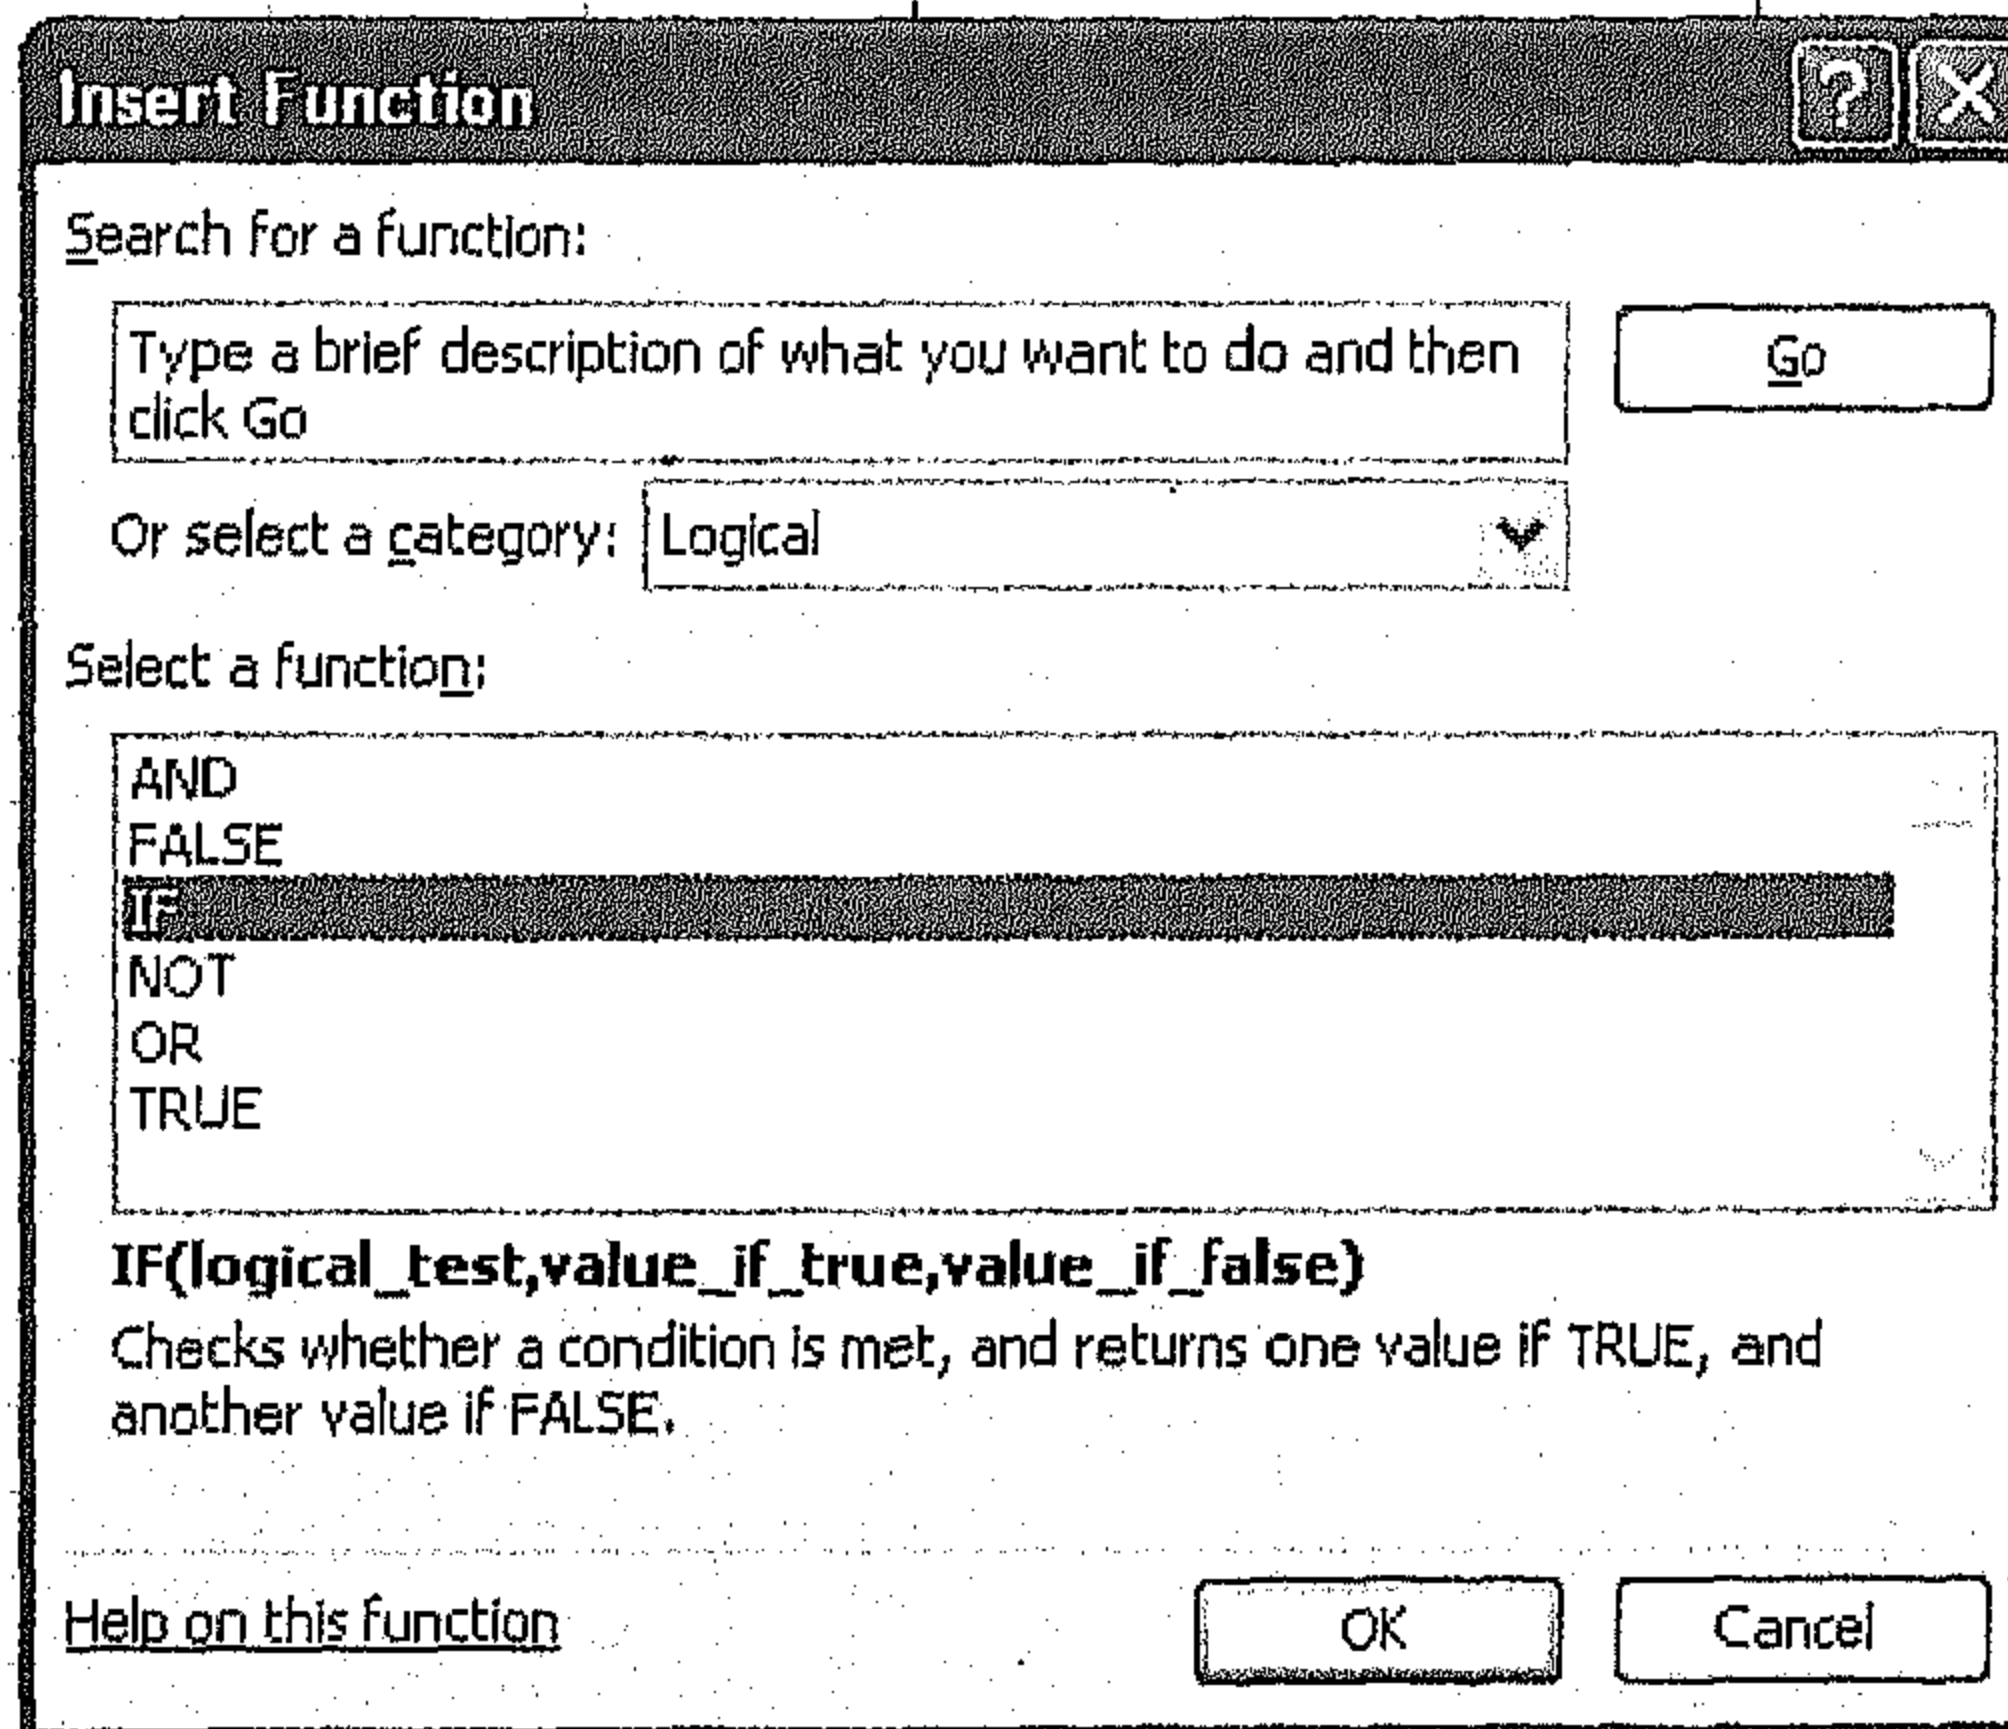 Insert Function
Search for a function:
Type a brief description of what you want to do and then
click Go
Go
Or select a category: Logical
Select a function:
AND
FALSE
IF
NOT
OR
TRUE
IF(logical_test,value_if_true,value_if_false)
Checks whether a condition is met, and returns one value if TRUE, and
another value if FALSE.
Help on this function
OK
Cancel